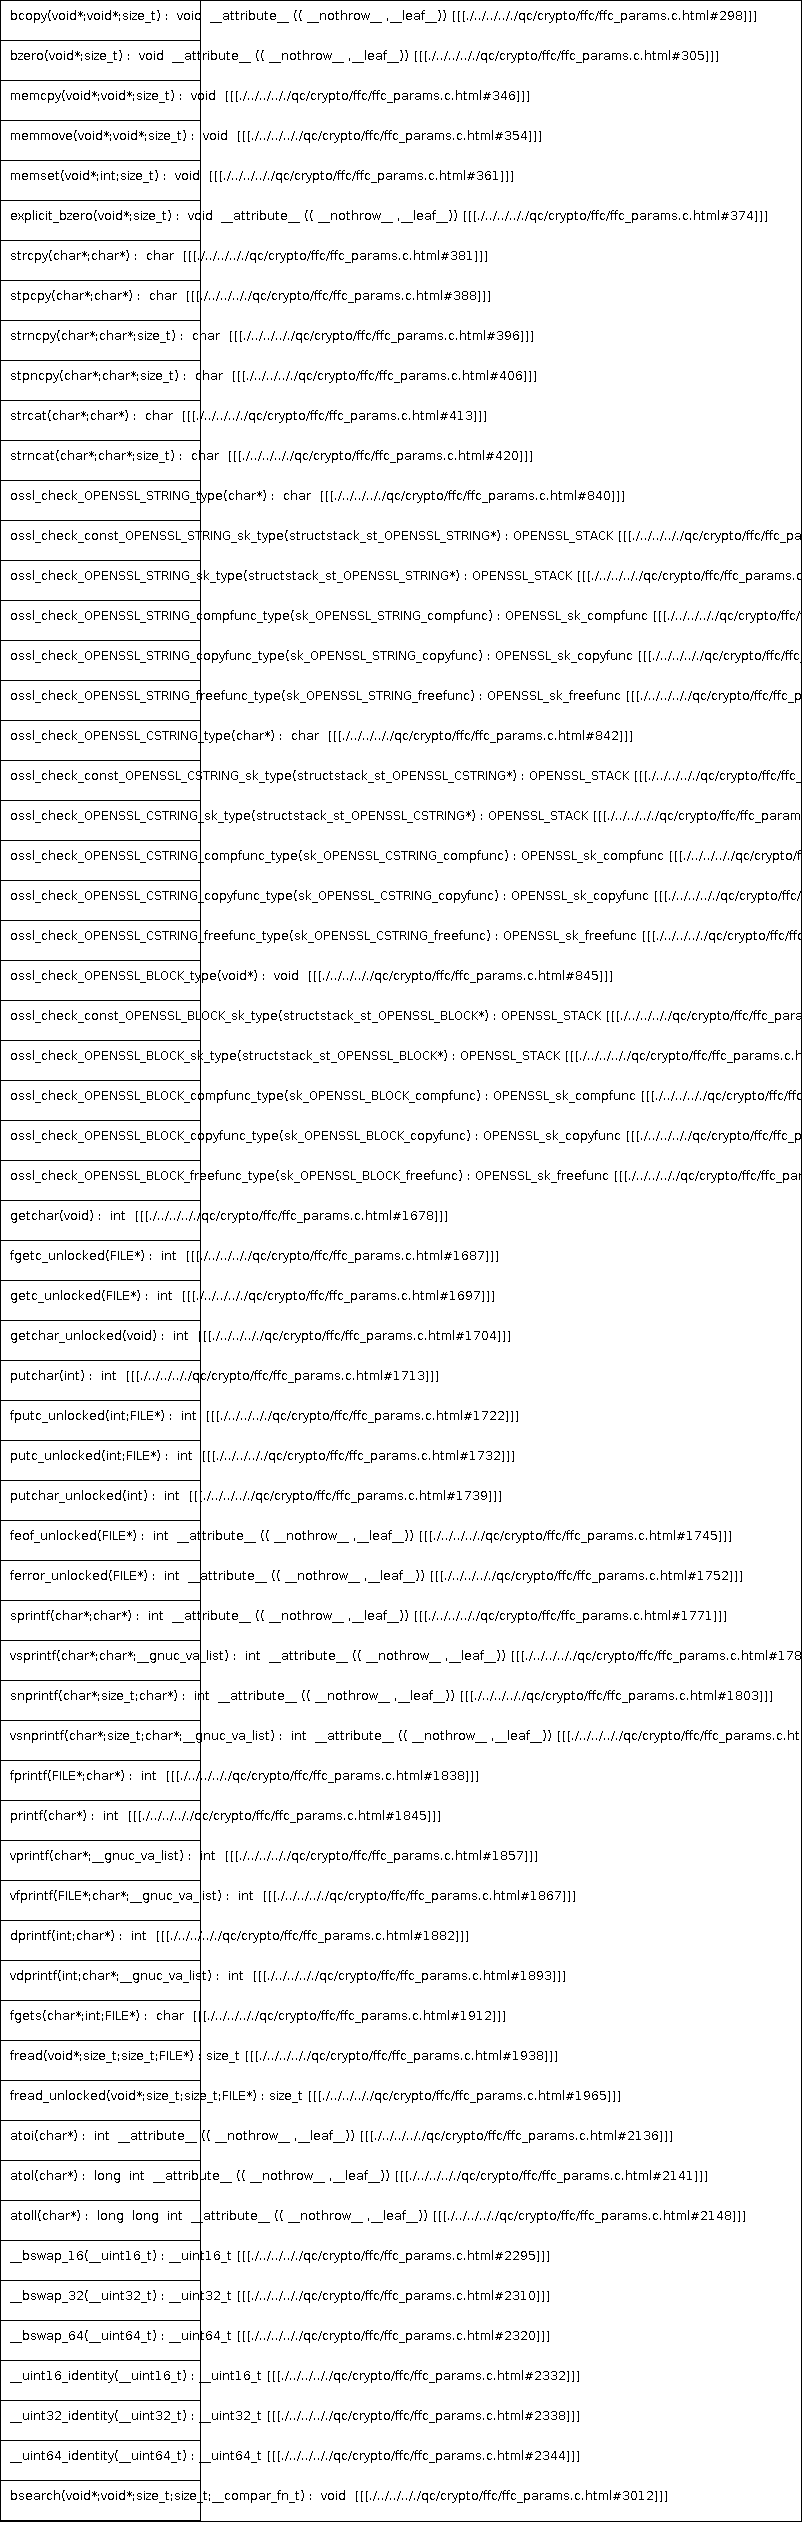 bcopy(void*;void*;size_t) :  void  __attribute__ (( __nothrow__ ,__leaf__)) [[[./../../../../qc/crypto/ffc/ffc_params.c.html#298]]]
bzero(void*;size_t) :  void  __attribute__ (( __nothrow__ ,__leaf__)) [[[./../../../../qc/crypto/ffc/ffc_params.c.html#305]]]
memcpy(void*;void*;size_t) :  void  [[[./../../../../qc/crypto/ffc/ffc_params.c.html#346]]]
memmove(void*;void*;size_t) :  void  [[[./../../../../qc/crypto/ffc/ffc_params.c.html#354]]]
memset(void*;int;size_t) :  void  [[[./../../../../qc/crypto/ffc/ffc_params.c.html#361]]]
explicit_bzero(void*;size_t) :  void  __attribute__ (( __nothrow__ ,__leaf__)) [[[./../../../../qc/crypto/ffc/ffc_params.c.html#374]]]
strcpy(char*;char*) :  char  [[[./../../../../qc/crypto/ffc/ffc_params.c.html#381]]]
stpcpy(char*;char*) :  char  [[[./../../../../qc/crypto/ffc/ffc_params.c.html#388]]]
strncpy(char*;char*;size_t) :  char  [[[./../../../../qc/crypto/ffc/ffc_params.c.html#396]]]
stpncpy(char*;char*;size_t) :  char  [[[./../../../../qc/crypto/ffc/ffc_params.c.html#406]]]
strcat(char*;char*) :  char  [[[./../../../../qc/crypto/ffc/ffc_params.c.html#413]]]
strncat(char*;char*;size_t) :  char  [[[./../../../../qc/crypto/ffc/ffc_params.c.html#420]]]
ossl_check_OPENSSL_STRING_type(char*) :  char  [[[./../../../../qc/crypto/ffc/ffc_params.c.html#840]]]
ossl_check_const_OPENSSL_STRING_sk_type(structstack_st_OPENSSL_STRING*) : OPENSSL_STACK [[[./../../../../qc/crypto/ffc/ffc_pa
ossl_check_OPENSSL_STRING_sk_type(structstack_st_OPENSSL_STRING*) : OPENSSL_STACK [[[./../../../../qc/crypto/ffc/ffc_params.c
ossl_check_OPENSSL_STRING_compfunc_type(sk_OPENSSL_STRING_compfunc) : OPENSSL_sk_compfunc [[[./../../../../qc/crypto/ffc/
ossl_check_OPENSSL_STRING_copyfunc_type(sk_OPENSSL_STRING_copyfunc) : OPENSSL_sk_copyfunc [[[./../../../../qc/crypto/ffc/ffc
ossl_check_OPENSSL_STRING_freefunc_type(sk_OPENSSL_STRING_freefunc) : OPENSSL_sk_freefunc [[[./../../../../qc/crypto/ffc/ffc_p
ossl_check_OPENSSL_CSTRING_type(char*) :  char  [[[./../../../../qc/crypto/ffc/ffc_params.c.html#842]]]
ossl_check_const_OPENSSL_CSTRING_sk_type(structstack_st_OPENSSL_CSTRING*) : OPENSSL_STACK [[[./../../../../qc/crypto/ffc/ffc_
ossl_check_OPENSSL_CSTRING_sk_type(structstack_st_OPENSSL_CSTRING*) : OPENSSL_STACK [[[./../../../../qc/crypto/ffc/ffc_param
ossl_check_OPENSSL_CSTRING_compfunc_type(sk_OPENSSL_CSTRING_compfunc) : OPENSSL_sk_compfunc [[[./../../../../qc/crypto/f
ossl_check_OPENSSL_CSTRING_copyfunc_type(sk_OPENSSL_CSTRING_copyfunc) : OPENSSL_sk_copyfunc [[[./../../../../qc/crypto/ffc/
ossl_check_OPENSSL_CSTRING_freefunc_type(sk_OPENSSL_CSTRING_freefunc) : OPENSSL_sk_freefunc [[[./../../../../qc/crypto/ffc/ffc
ossl_check_OPENSSL_BLOCK_type(void*) :  void  [[[./../../../../qc/crypto/ffc/ffc_params.c.html#845]]]
ossl_check_const_OPENSSL_BLOCK_sk_type(structstack_st_OPENSSL_BLOCK*) : OPENSSL_STACK [[[./../../../../qc/crypto/ffc/ffc_para
ossl_check_OPENSSL_BLOCK_sk_type(structstack_st_OPENSSL_BLOCK*) : OPENSSL_STACK [[[./../../../../qc/crypto/ffc/ffc_params.c.h
ossl_check_OPENSSL_BLOCK_compfunc_type(sk_OPENSSL_BLOCK_compfunc) : OPENSSL_sk_compfunc [[[./../../../../qc/crypto/ffc/ffc
ossl_check_OPENSSL_BLOCK_copyfunc_type(sk_OPENSSL_BLOCK_copyfunc) : OPENSSL_sk_copyfunc [[[./../../../../qc/crypto/ffc/ffc_p
ossl_check_OPENSSL_BLOCK_freefunc_type(sk_OPENSSL_BLOCK_freefunc) : OPENSSL_sk_freefunc [[[./../../../../qc/crypto/ffc/ffc_par
getchar(void) :  int  [[[./../../../../qc/crypto/ffc/ffc_params.c.html#1678]]]
fgetc_unlocked(FILE*) :  int  [[[./../../../../qc/crypto/ffc/ffc_params.c.html#1687]]]
getc_unlocked(FILE*) :  int  [[[./../../../../qc/crypto/ffc/ffc_params.c.html#1697]]]
getchar_unlocked(void) :  int  [[[./../../../../qc/crypto/ffc/ffc_params.c.html#1704]]]
putchar(int) :  int  [[[./../../../../qc/crypto/ffc/ffc_params.c.html#1713]]]
fputc_unlocked(int;FILE*) :  int  [[[./../../../../qc/crypto/ffc/ffc_params.c.html#1722]]]
putc_unlocked(int;FILE*) :  int  [[[./../../../../qc/crypto/ffc/ffc_params.c.html#1732]]]
putchar_unlocked(int) :  int  [[[./../../../../qc/crypto/ffc/ffc_params.c.html#1739]]]
feof_unlocked(FILE*) :  int  __attribute__ (( __nothrow__ ,__leaf__)) [[[./../../../../qc/crypto/ffc/ffc_params.c.html#1745]]]
ferror_unlocked(FILE*) :  int  __attribute__ (( __nothrow__ ,__leaf__)) [[[./../../../../qc/crypto/ffc/ffc_params.c.html#1752]]]
sprintf(char*;char*) :  int  __attribute__ (( __nothrow__ ,__leaf__)) [[[./../../../../qc/crypto/ffc/ffc_params.c.html#1771]]]
vsprintf(char*;char*;__gnuc_va_list) :  int  __attribute__ (( __nothrow__ ,__leaf__)) [[[./../../../../qc/crypto/ffc/ffc_params.c.html#178
snprintf(char*;size_t;char*) :  int  __attribute__ (( __nothrow__ ,__leaf__)) [[[./../../../../qc/crypto/ffc/ffc_params.c.html#1803]]]
vsnprintf(char*;size_t;char*;__gnuc_va_list) :  int  __attribute__ (( __nothrow__ ,__leaf__)) [[[./../../../../qc/crypto/ffc/ffc_params.c.ht
fprintf(FILE*;char*) :  int  [[[./../../../../qc/crypto/ffc/ffc_params.c.html#1838]]]
printf(char*) :  int  [[[./../../../../qc/crypto/ffc/ffc_params.c.html#1845]]]
vprintf(char*;__gnuc_va_list) :  int  [[[./../../../../qc/crypto/ffc/ffc_params.c.html#1857]]]
vfprintf(FILE*;char*;__gnuc_va_list) :  int  [[[./../../../../qc/crypto/ffc/ffc_params.c.html#1867]]]
dprintf(int;char*) :  int  [[[./../../../../qc/crypto/ffc/ffc_params.c.html#1882]]]
vdprintf(int;char*;__gnuc_va_list) :  int  [[[./../../../../qc/crypto/ffc/ffc_params.c.html#1893]]]
fgets(char*;int;FILE*) :  char  [[[./../../../../qc/crypto/ffc/ffc_params.c.html#1912]]]
fread(void*;size_t;size_t;FILE*) : size_t [[[./../../../../qc/crypto/ffc/ffc_params.c.html#1938]]]
fread_unlocked(void*;size_t;size_t;FILE*) : size_t [[[./../../../../qc/crypto/ffc/ffc_params.c.html#1965]]]
atoi(char*) :  int  __attribute__ (( __nothrow__ ,__leaf__)) [[[./../../../../qc/crypto/ffc/ffc_params.c.html#2136]]]
atol(char*) :  long  int  __attribute__ (( __nothrow__ ,__leaf__)) [[[./../../../../qc/crypto/ffc/ffc_params.c.html#2141]]]
atoll(char*) :  long  long  int  __attribute__ (( __nothrow__ ,__leaf__)) [[[./../../../../qc/crypto/ffc/ffc_params.c.html#2148]]]
__bswap_16(__uint16_t) : __uint16_t [[[./../../../../qc/crypto/ffc/ffc_params.c.html#2295]]]
__bswap_32(__uint32_t) : __uint32_t [[[./../../../../qc/crypto/ffc/ffc_params.c.html#2310]]]
__bswap_64(__uint64_t) : __uint64_t [[[./../../../../qc/crypto/ffc/ffc_params.c.html#2320]]]
__uint16_identity(__uint16_t) : __uint16_t [[[./../../../../qc/crypto/ffc/ffc_params.c.html#2332]]]
__uint32_identity(__uint32_t) : __uint32_t [[[./../../../../qc/crypto/ffc/ffc_params.c.html#2338]]]
__uint64_identity(__uint64_t) : __uint64_t [[[./../../../../qc/crypto/ffc/ffc_params.c.html#2344]]]
bsearch(void*;void*;size_t;size_t;__compar_fn_t) :  void  [[[./../../../../qc/crypto/ffc/ffc_params.c.html#3012]]]